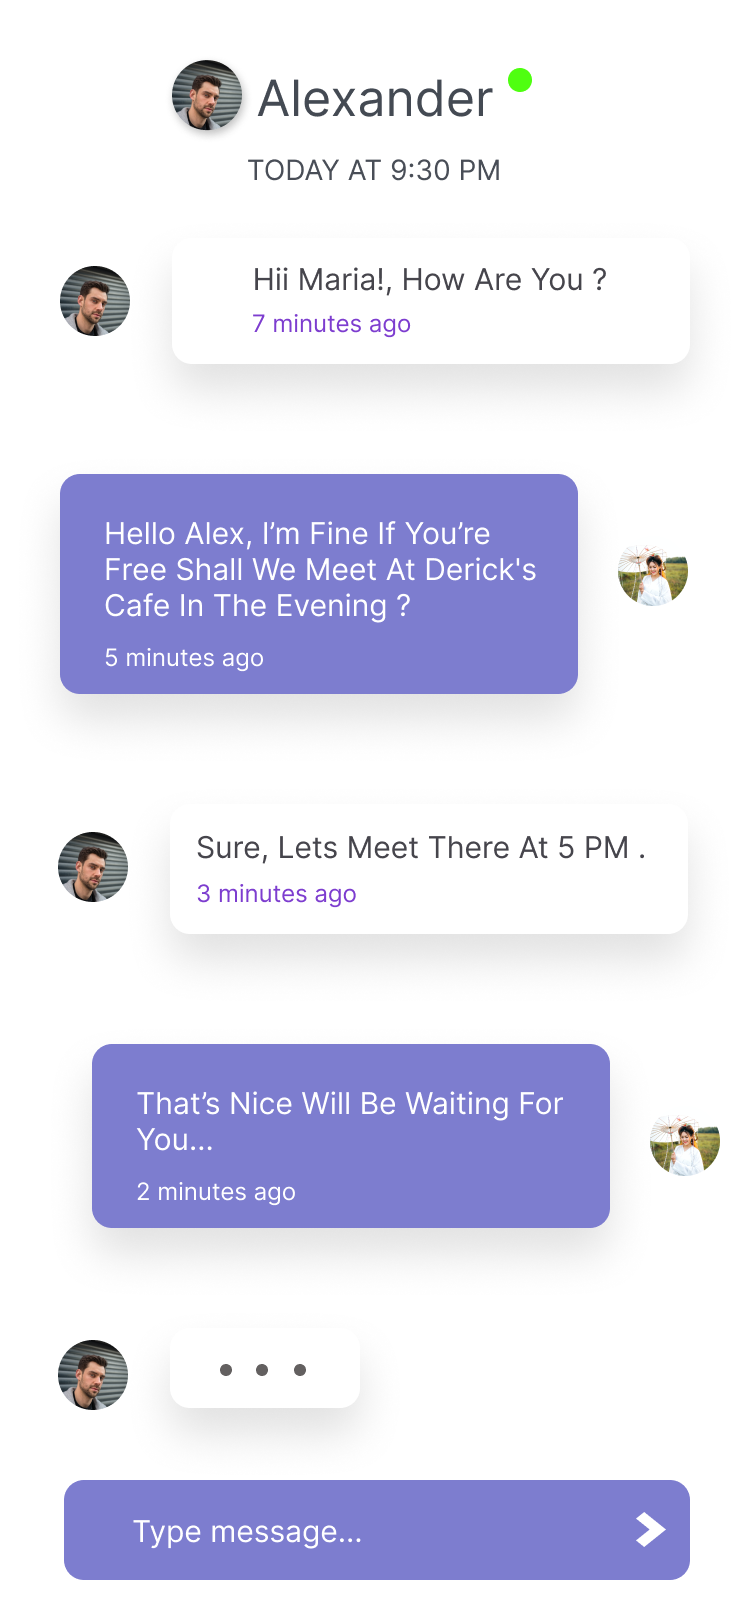 Alexander
TODAY AT 9:30 PM
Hii Maria!, How Are You ?
7 minutes ago
Hello Alex, I’m Fine If You’re
Free Shall We Meet At Derick's
Cafe In The Evening ?
5 minutes ago
Sure, Lets Meet There At 5 PM .
3 minutes ago
That’s Nice Will Be Waiting For
You...
2 minutes ago
Type message...